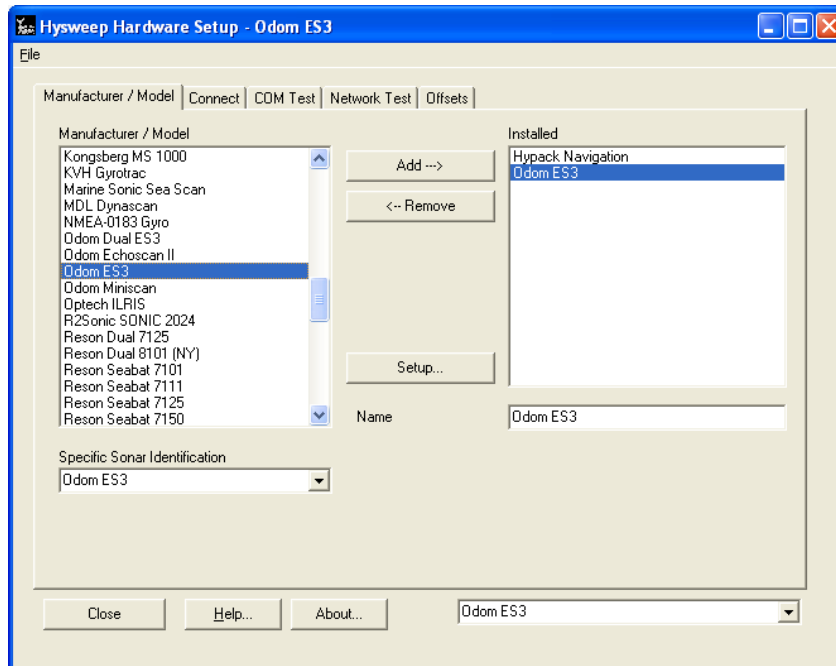 Hysweep Hardware Setup - Odom ES3
File
Manufacturer / Model
Connect
COM Test
Network Test
Offsets
Manufacturer / Model
Kongsberg MS 1000
KVH Gyrotrac
Marine Sonic Sea Scan
MDL Dynascan
NMEA-0183 Gyro
Odom Dual ES3
Odom Echoscan II
Odom ES3
Odom Miniscan
Optech ILRIS
R2Sonic SONIC 2024
Reson Dual 7125
Reson Dual 8101 (NY)
Reson Seabat 7101
Reson Seabat 7111
Reson Seabat 7125
Reson Seabat 7150
Add --->
<-- Remove
Setup...
Installed
Hypack Navigation
Odom ES3
Name
Odom ES3
Specific Sonar Identification
Odom ES3
Close
Help...
About...
Odom ES3